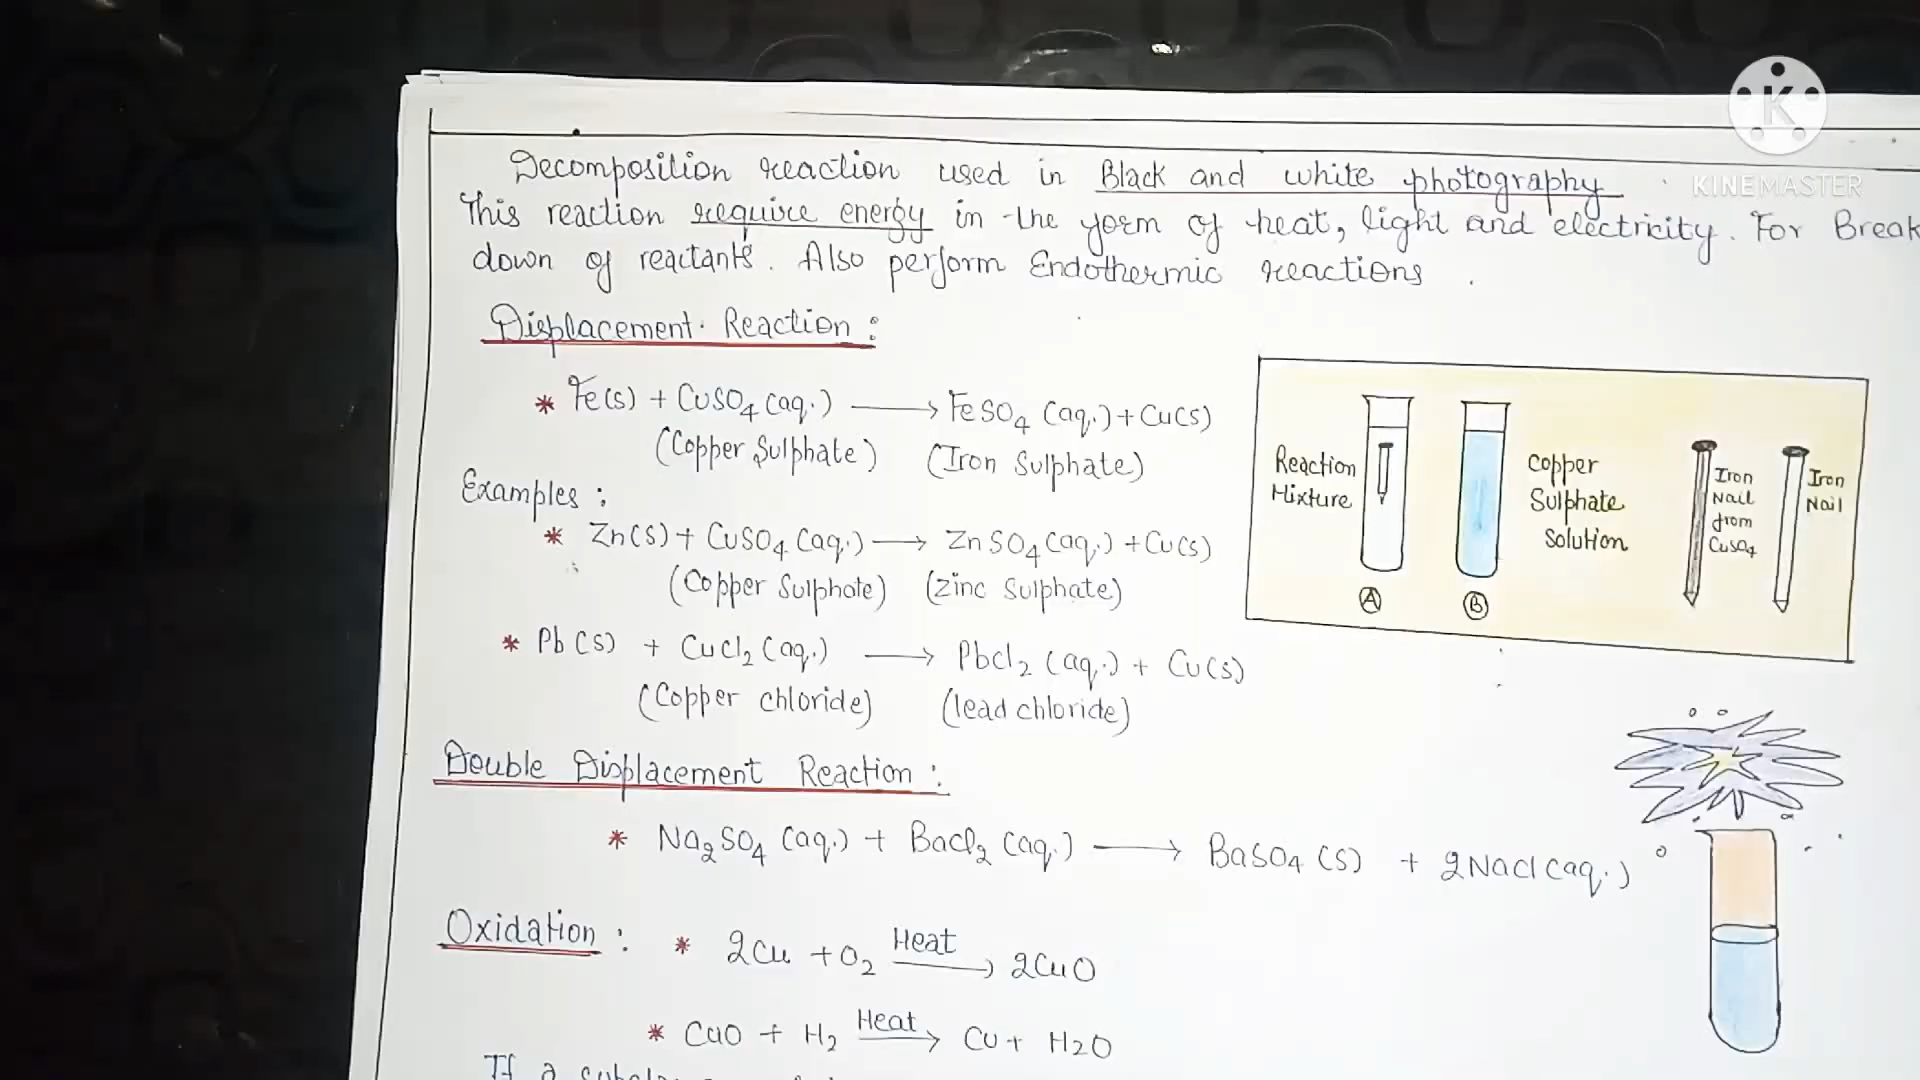 K
KINEMASTER
Decomposition reaction used in Black and white photography
This reaction require energy in the form of heat, light and electricity. For Break
down of reactants. Also perform Endothermic reactions
Displacement Reaction :
* Fe(s) + CuSO4 (aq.) ⟶ FeSO4 (aq.) + Cu(s)
(Copper Sulphate) (Iron Sulphate)
Examples :
* Zn(s) + CuSO4 (aq.) ⟶ ZnSO4 (aq.) + Cu(s)
(Copper Sulphate) (Zinc Sulphate)
* Pb(s) + CuCl2 (aq.) ⟶ PbCl2 (aq.) + Cu(s)
(Copper chloride) (lead chloride)
Reaction
Mixture
A
B
Copper
Sulphate
Solution
Iron
Nail
from
CuSO4
Iron
Nail
Double Displacement Reaction :
* Na2SO4 (aq.) + BaCl2 (aq.) ⟶ BaSO4 (s) + 2NaCl (aq.)
Oxidation : * 2Cu + O2 Heat ⟶ 2CuO
* CuO + H2 Heat ⟶ Cu + H2O
If a